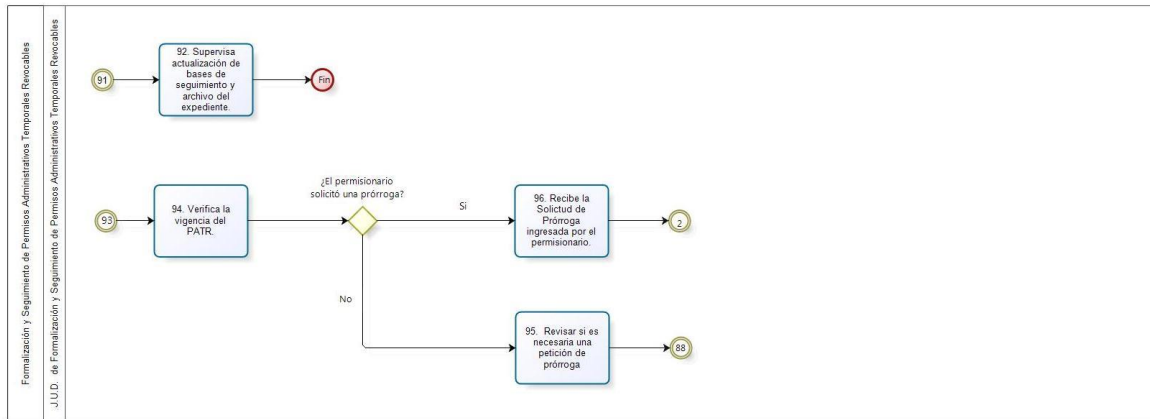 Formalización y Seguimiento de Permisos Administrativos Temporales Revocables
J.U.D. de Formalización y Seguimiento de Permisos Administrativos Temporales Revocables
91
92. Supervisa
actualización de
bases de
seguimiento y
archivo del
expediente.
Fin
93
94. Verifica la
vigencia del
PATR.
¿El permisionario
solicitó una prórroga?
Si
96. Recibe la
Solictud de
Prórroga
ingresada por el
permisionario.
2
No
95. Revisar si es
necesaria una
petición de
prórroga
88